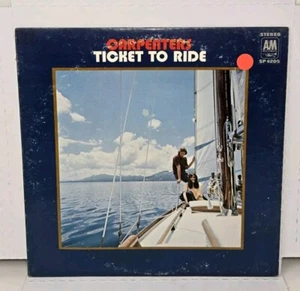 CARPENTERS
TICKET TO RIDE
STEREO
A&M
SP 4205